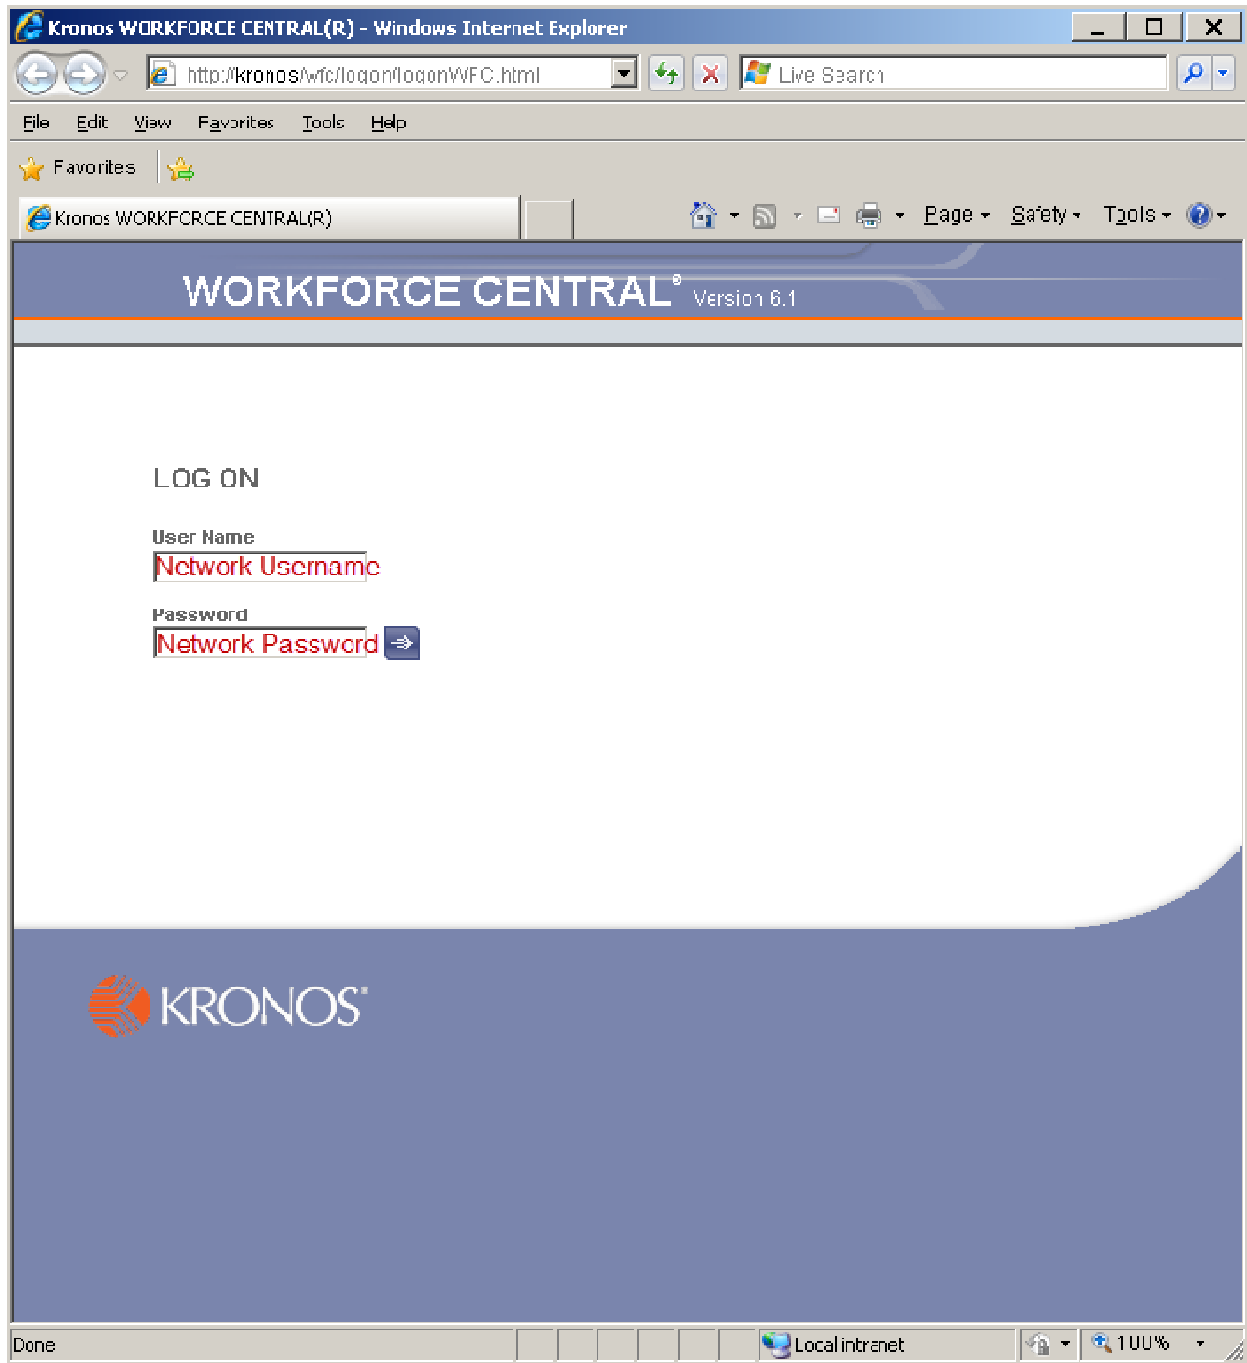 Kronos WORKFORCE CENTRAL(R) - Windows Internet Explorer
http://kronos/wfc/logon/logonWFC.html
Live Search
File Edit View Favorites Tools Help
Favorites
Kronos WORKFORCE CENTRAL(R)
Page Safety Tools
WORKFORCE CENTRAL® Version 6.1
LOG ON
User Name
Network Username
Password
Network Password
KRONOS®
Done
Local intranet
100%